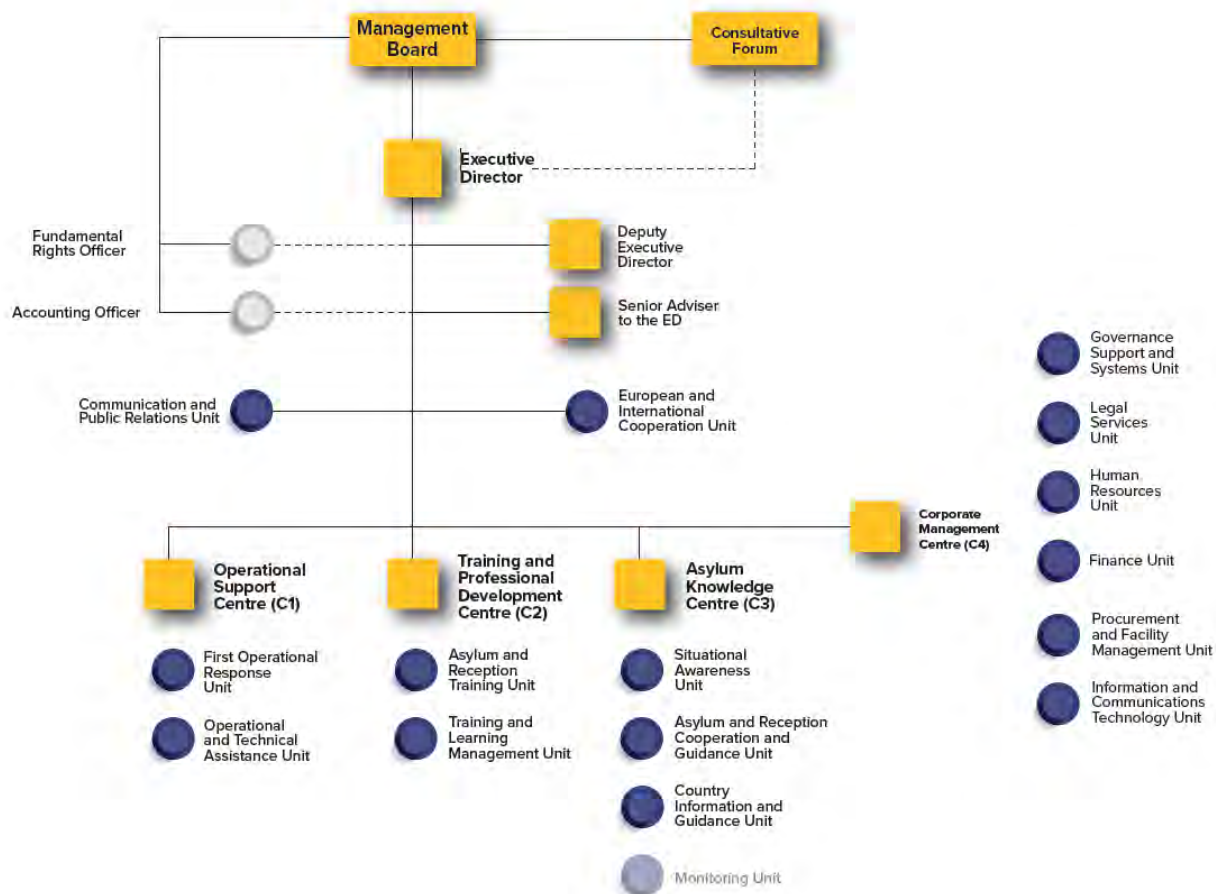 Management
Board
Consultative
Forum
Executive
Director
Fundamental
Rights Officer
Deputy
Executive
Director
Accounting Officer
Senior Adviser
to the ED
Communication and
Public Relations Unit
European and
International
Cooperation Unit
Governance
Support and
Systems Unit
Legal
Services
Unit
Human
Resources
Unit
Finance Unit
Procurement
and Facility
Management Unit
Information and
Communications
Technology Unit
Corporate
Management
Centre (C4)
Operational
Support
Centre (C1)
First Operational
Response
Unit
Operational
and Technical
Assistance Unit
Training and
Professional
Development
Centre (C2)
Asylum and
Reception
Training Unit
Training and
Learning
Management Unit
Asylum
Knowledge
Centre (C3)
Situational
Awareness
Unit
Asylum and Reception
Cooperation and
Guidance Unit
Country
Information and
Guidance Unit
Monitoring Unit